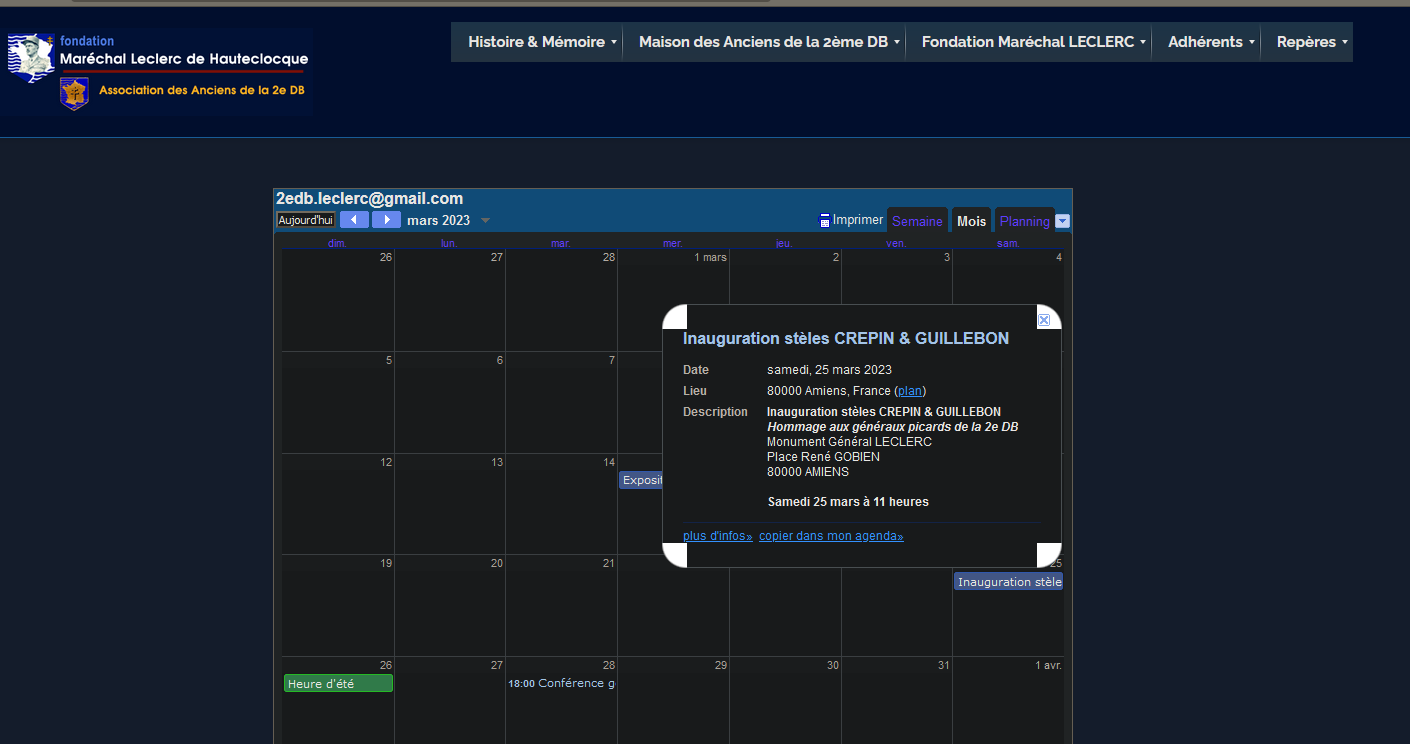 fondation
Maréchal Leclerc de Hauteclocque
Association des Anciens de la 2e DB
Histoire & Mémoire Maison des Anciens de la 2ème DB Fondation Maréchal LECLERC Adhérents Repères
2edb.leclerc@gmail.com
Aujourd'hui mars 2023 Imprimer Semaine Mois Planning
dim. lun. mar. mer. jeu. ven. sam.
26 27 28 1 mars 2 3 4
Inauguration stèles CREPIN & GUILLEBON
5 6 7
Date samedi, 25 mars 2023
Lieu 80000 Amiens, France (plan)
Description Inauguration stèles CREPIN & GUILLEBON
Hommage aux généraux picards de la 2e DB
Monument Général LECLERC
Place René GOBIEN
80000 AMIENS
12 13 14
Exposit
Samedi 25 mars à 11 heures
plus d'infos» copier dans mon agenda»
19 20 21 25
Inauguration stèle
26 27 28 29 30 31 1 avr.
Heure d'été 18:00 Conférence g